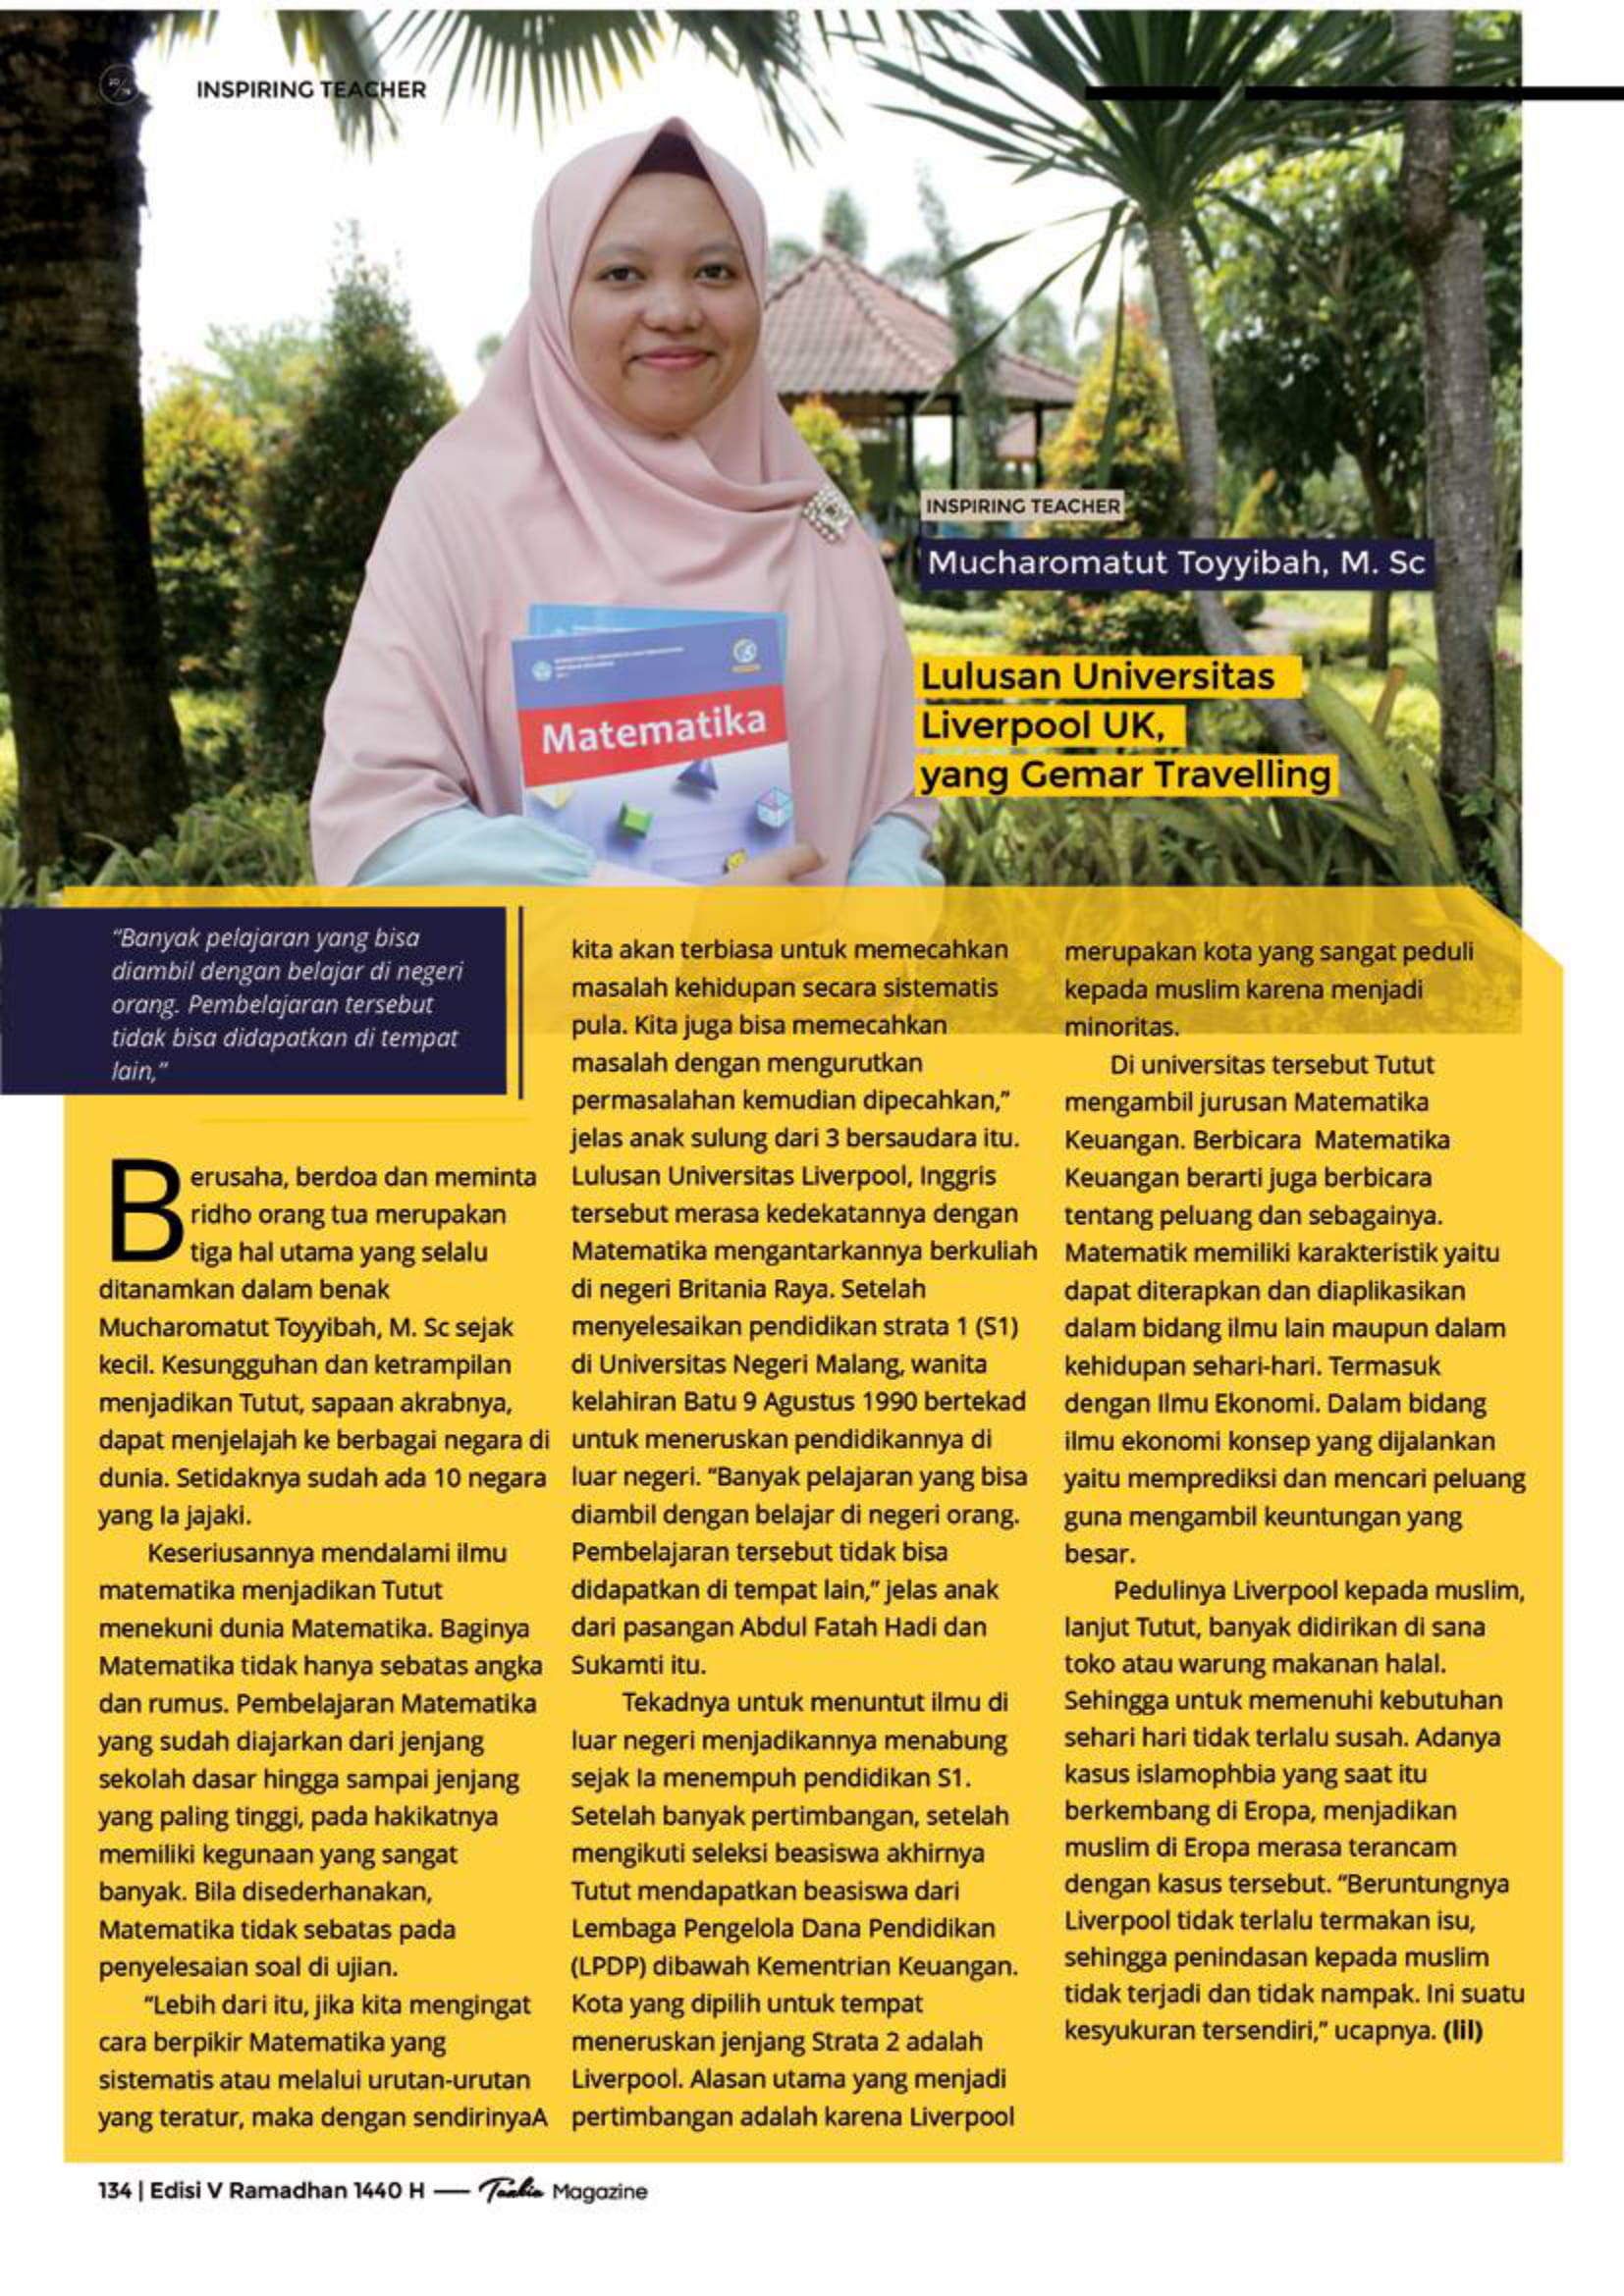 INSPIRING TEACHER
INSPIRING TEACHER
Mucharomatut Toyyibah, M. Sc
Lulusan Universitas
Liverpool UK,
yang Gemar Travelling
Matematika
"Banyak pelajaran yang bisa
diambil dengan belajar di negeri
orang. Pembelajaran tersebut
tidak bisa didapatkan di tempat
lain,"
Berusaha, berdoa dan meminta
ridho orang tua merupakan
tiga hal utama yang selalu
ditanamkan dalam benak
Mucharomatut Toyyibah, M. Sc sejak
kecil. Kesungguhan dan ketrampilan
menjadikan Tutut, sapaan akrabnya,
dapat menjelajah ke berbagai negara di
dunia. Setidaknya sudah ada 10 negara
yang Ia jajaki.
Keseriusannya mendalami ilmu
matematika menjadikan Tutut
menekuni dunia Matematika. Baginya
Matematika tidak hanya sebatas angka
dan rumus. Pembelajaran Matematika
yang sudah diajarkan dari jenjang
sekolah dasar hingga sampai jenjang
yang paling tinggi, pada hakikatnya
memiliki kegunaan yang sangat
banyak. Bila disederhanakan,
Matematika tidak sebatas pada
penyelesaian soal di ujian.
"Lebih dari itu, jika kita mengingat
cara berpikir Matematika yang
sistematis atau melalui urutan-urutan
yang teratur, maka dengan sendirinyaA
kita akan terbiasa untuk memecahkan
masalah kehidupan secara sistematis
pula. Kita juga bisa memecahkan
masalah dengan mengurutkan
permasalahan kemudian dipecahkan,"
jelas anak sulung dari 3 bersaudara itu.
Lulusan Universitas Liverpool, Inggris
tersebut merasa kedekatannya dengan
Matematika mengantarkannya berkuliah
di negeri Britania Raya. Setelah
menyelesaikan pendidikan strata 1 (S1)
di Universitas Negeri Malang, wanita
kelahiran Batu 9 Agustus 1990 bertekad
untuk meneruskan pendidikannya di
luar negeri. "Banyak pelajaran yang bisa
diambil dengan belajar di negeri orang.
Pembelajaran tersebut tidak bisa
didapatkan di tempat lain," jelas anak
dari pasangan Abdul Fatah Hadi dan
Sukamti itu.
Tekadnya untuk menuntut ilmu di
luar negeri menjadikannya menabung
sejak Ia menempuh pendidikan S1.
Setelah banyak pertimbangan, setelah
mengikuti seleksi beasiswa akhirnya
Tutut mendapatkan beasiswa dari
Lembaga Pengelola Dana Pendidikan
(LPDP) dibawah Kementrian Keuangan.
Kota yang dipilih untuk tempat
meneruskan jenjang Strata 2 adalah
Liverpool. Alasan utama yang menjadi
pertimbangan adalah karena Liverpool
merupakan kota yang sangat peduli
kepada muslim karena menjadi
minoritas.
Di universitas tersebut Tutut
mengambil jurusan Matematika
Keuangan. Berbicara Matematika
Keuangan berarti juga berbicara
tentang peluang dan sebagainya.
Matematik memiliki karakteristik yaitu
dapat diterapkan dan diaplikasikan
dalam bidang ilmu lain maupun dalam
kehidupan sehari-hari. Termasuk
dengan Ilmu Ekonomi. Dalam bidang
ilmu ekonomi konsep yang dijalankan
yaitu memprediksi dan mencari peluang
guna mengambil keuntungan yang
besar.
Pedulinya Liverpool kepada muslim,
lanjut Tutut, banyak didirikan di sana
toko atau warung makanan halal.
Sehingga untuk memenuhi kebutuhan
sehari hari tidak terlalu susah. Adanya
kasus islamophbia yang saat itu
berkembang di Eropa, menjadikan
muslim di Eropa merasa terancam
dengan kasus tersebut. "Beruntungnya
Liverpool tidak terlalu termakan isu,
sehingga penindasan kepada muslim
tidak terjadi dan tidak nampak. Ini suatu
kesyukuran tersendiri," ucapnya. (lil)
134 | Edisi V Ramadhan 1440 H — Tazkia Magazine